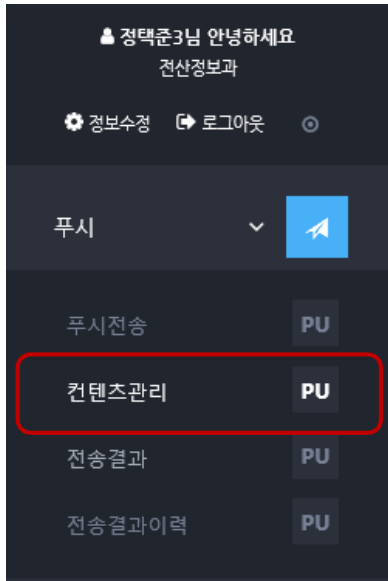 정택준3님 안녕하세요
전산정보과
정보수정 로그아웃
푸시
푸시전송 PU
컨텐츠관리 PU
전송결과 PU
전송결과이력 PU